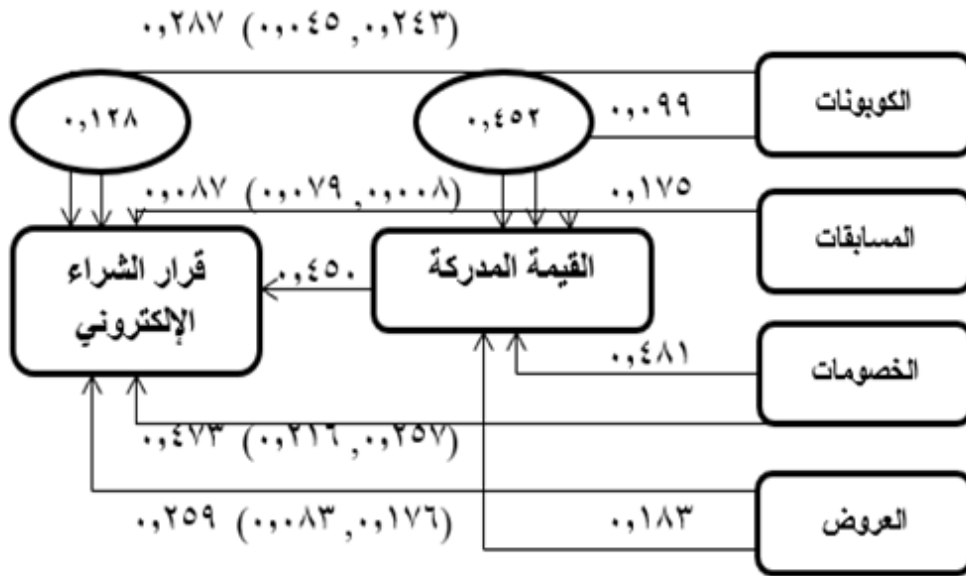 ٠,٢٨٧ (٠,٠٤٥ ,٠,٢٤٣)
الكوبونات
٠,٠٩٩
٠,٤٥٢
٠,١٢٨
المسابقات
٠,١٧٥
٠,٠٨٧ (٠,٠٧٩ ,٠,٠٠٨)
القيمة المدركة
٠,٤٥٠
قرار الشراء
الإلكتروني
الخصومات
٠,٤٨١
٠,٤٧٣ (٠,٢١٦ ,٠,٢٥٧)
العروض
٠,١٨٣
٠,٢٥٩ (٠,٠٨٣ ,٠,١٧٦)